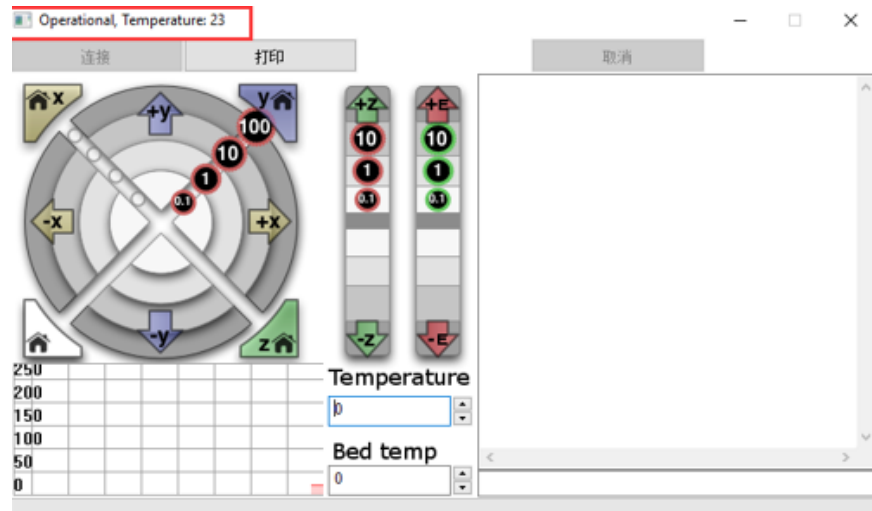 Operational, Temperature: 23
连接 打印 取消
x +y y +Z +E
100 10 10
10 1 1
1 0.1 0.1
0.1
-x +x
-y z -Z -E
250
200
150
100
50
0
Temperature
0
Bed temp
0